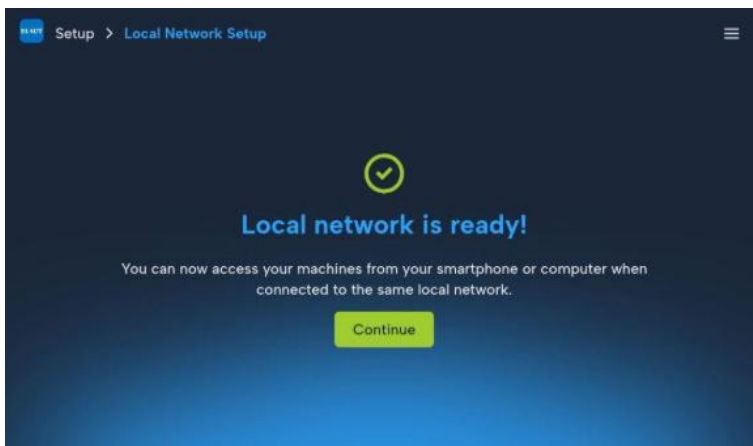 Setup > Local Network Setup
Local network is ready!
You can now access your machines from your smartphone or computer when
connected to the same local network.
Continue